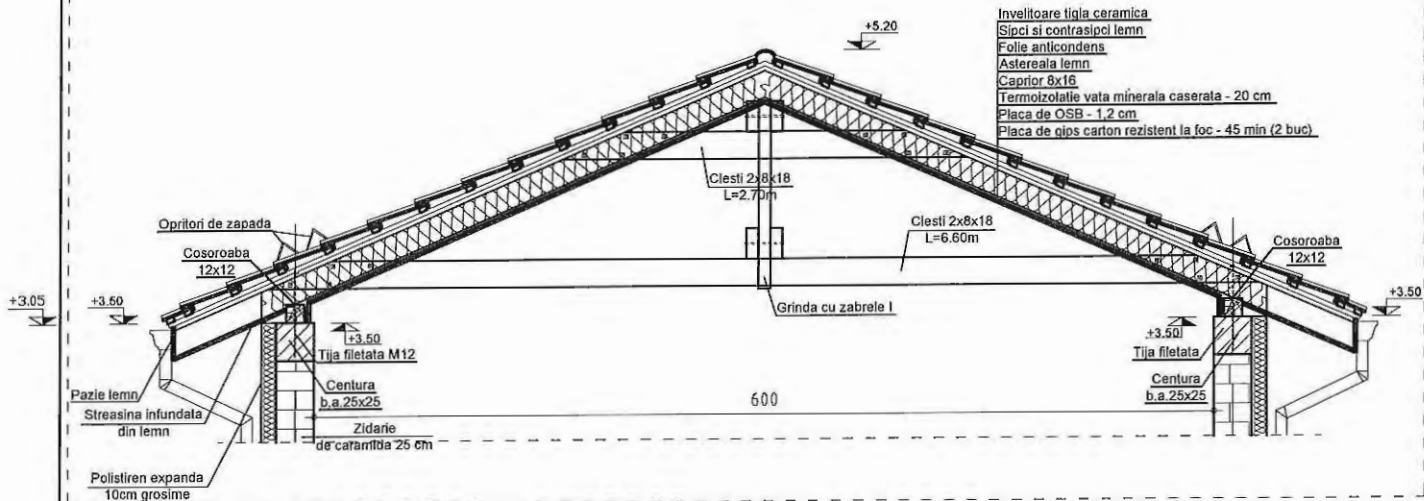 Invelitoare tigla ceramica
Sipci si contrasipci lemn
Folie anticondens
Astereala lemn
Caprior 8x16
Termoizolatie vata minerala caserata - 20 cm
Placa de OSB - 1,2 cm
Placa de gips carton rezistent la foc - 45 min (2 buc)
+5.20
Clesti 2x8x18
L=2.70m
Clesti 2x8x18
L=6.60m
Opritori de zapada
Cosoroaba
12x12
Cosoroaba
12x12
+3.05
+3.50
+3.50
Grinda cu zabrele I
+3.50
Tija filetata M12
+3.50
Tija filetata
Pazie lemn
Centura
b.a.25x25
Centura
b.a.25x25
600
Streasina infundata
din lemn
Zidarie
de caramida 25 cm
Polistiren expanda
10cm grosime